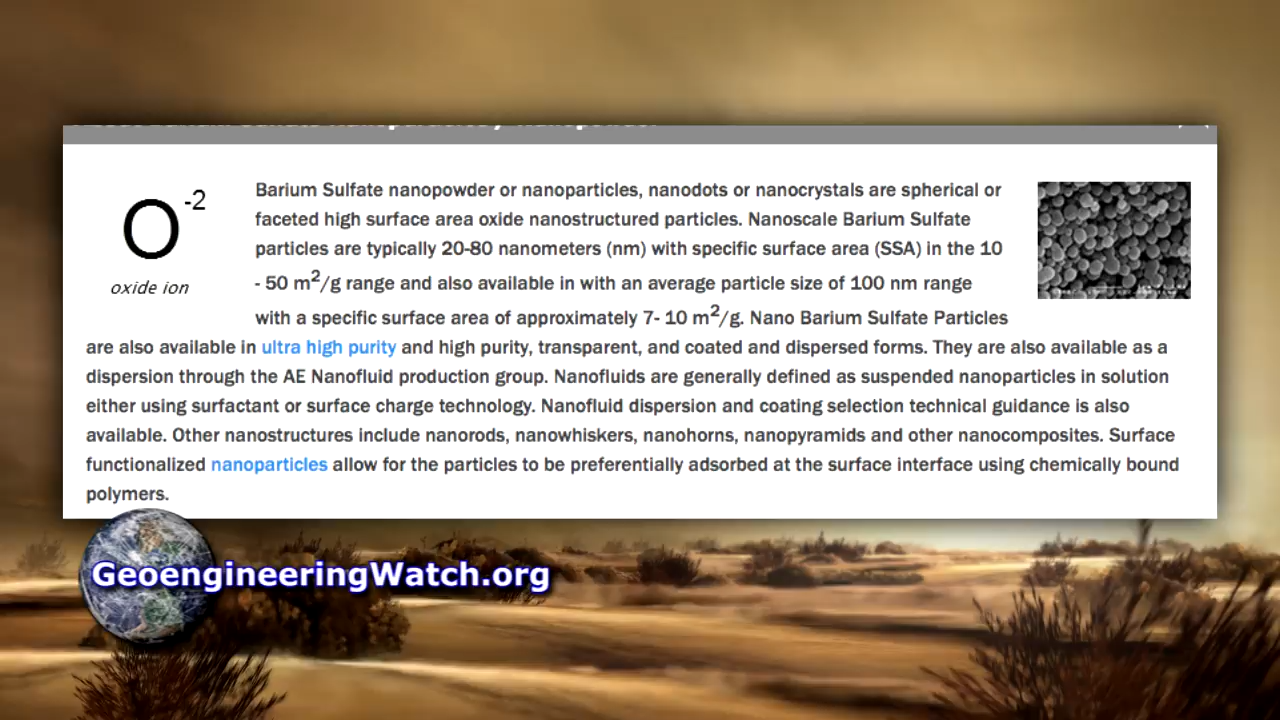 O-2
oxide ion
Barium Sulfate nanopowder or nanoparticles, nanodots or nanocrystals are spherical or
faceted high surface area oxide nanostructured particles. Nanoscale Barium Sulfate
particles are typically 20-80 nanometers (nm) with specific surface area (SSA) in the 10
- 50 m2/g range and also available in with an average particle size of 100 nm range
with a specific surface area of approximately 7- 10 m2/g. Nano Barium Sulfate Particles
are also available in ultra high purity and high purity, transparent, and coated and dispersed forms. They are also available as a
dispersion through the AE Nanofluid production group. Nanofluids are generally defined as suspended nanoparticles in solution
either using surfactant or surface charge technology. Nanofluid dispersion and coating selection technical guidance is also
available. Other nanostructures include nanorods, nanowhiskers, nanohorns, nanopyramids and other nanocomposites. Surface
functionalized nanoparticles allow for the particles to be preferentially adsorbed at the surface interface using chemically bound
polymers.
GeoengineeringWatch.org